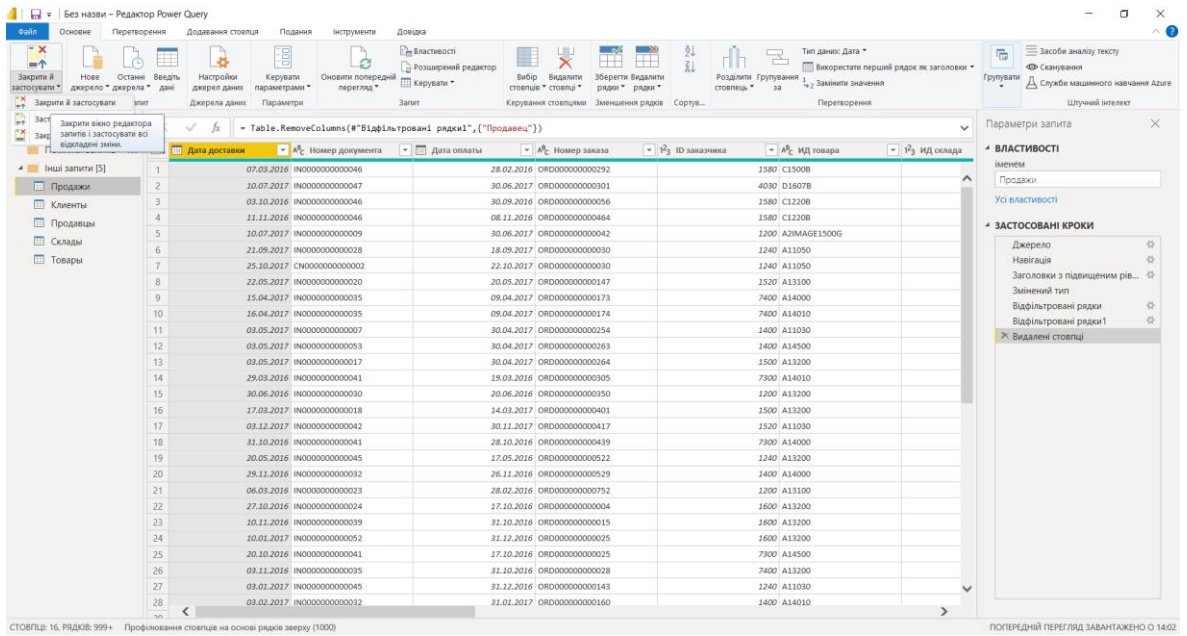 Без назви – Редактор Power Query
Файл Основне Перетворення Додавання стовпця Подання Інструменти Довідка
Закрити й застосувати
Нове джерело
Останні джерела
Введіть дані
Настройки джерел даних
Керувати параметрами
Оновити попередній перегляд
Властивості
Розширений редактор
Керувати
Вибір стовпців
Видалити стовпці
Зберегти рядки
Видалити рядки
Розділити стовпець
Групування за
Тип даних: Дата
Використати перший рядок як заголовки
Замінити значення
Групувати
Засоби аналізу тексту
Сканування
Служби машинного навчання Azure
Закрити й застосувати
Джерела даних Параметри Запит Керування стовпцями Зменшення рядків Сортув... Перетворення Штучний інтелект
Закрити вікно редактора запитів і застосувати всі відкладені зміни.
= Table.RemoveColumns(#"Відфільтровані рядки1",{"Продавец"})
Інші запити [5]
Продажи
Клиенты
Продавцы
Склады
Товары
Дата доставки Номер документа Дата оплаты Номер заказа ID заказчика ИД товара ИД склада
1 07.03.2016 IN0000000000046 28.02.2016 ORD000000000292 1580 C1500B
2 10.07.2017 IN0000000000047 30.06.2017 ORD000000000301 4030 D1607B
3 03.10.2016 IN0000000000046 30.09.2016 ORD000000000056 1580 C1220B
4 11.11.2016 IN0000000000046 08.11.2016 ORD000000000464 1580 C1220B
5 10.07.2017 IN0000000000009 30.06.2017 ORD000000000042 1200 A2IMAGE1500G
6 21.09.2017 IN0000000000028 18.09.2017 ORD000000000030 1240 A11050
7 25.10.2017 CN0000000000002 22.10.2017 ORD000000000030 1240 A11050
8 22.05.2017 IN0000000000020 20.05.2017 ORD000000000147 1520 A13100
9 15.04.2017 IN0000000000035 09.04.2017 ORD000000000173 7400 A14000
10 16.04.2017 IN0000000000035 09.04.2017 ORD000000000174 7400 A14010
11 03.05.2017 IN0000000000007 30.04.2017 ORD000000000254 1400 A11030
12 03.05.2017 IN0000000000053 30.04.2017 ORD000000000263 1400 A14500
13 03.05.2017 IN0000000000017 30.04.2017 ORD000000000264 1500 A13200
14 29.03.2016 IN0000000000041 19.03.2016 ORD000000000305 7300 A14010
15 30.06.2016 IN0000000000030 20.06.2016 ORD000000000350 1200 A13200
16 17.03.2017 IN0000000000018 14.03.2017 ORD000000000401 1500 A13200
17 03.12.2017 IN0000000000042 30.11.2017 ORD000000000417 1520 A11030
18 31.10.2016 IN0000000000041 28.10.2016 ORD000000000439 7300 A14000
19 20.05.2016 IN0000000000045 17.05.2016 ORD000000000522 1240 A13200
20 29.11.2016 IN0000000000032 26.11.2016 ORD000000000529 1400 A14000
21 06.03.2016 IN0000000000023 28.02.2016 ORD000000000752 1200 A13100
22 27.10.2016 IN0000000000024 17.10.2016 ORD000000000004 1600 A13200
23 10.11.2016 IN0000000000039 31.10.2016 ORD000000000015 1600 A13200
24 10.01.2017 IN0000000000052 31.12.2016 ORD000000000025 1600 A13200
25 20.10.2016 IN0000000000041 17.10.2016 ORD000000000025 7300 A14500
26 03.11.2016 IN0000000000035 31.10.2016 ORD000000000028 7400 A13200
27 03.01.2017 IN0000000000045 31.12.2016 ORD000000000143 1240 A11030
28 03.02.2017 IN0000000000032 31.01.2017 ORD000000000160 1400 A14010
Параметри запита
ВЛАСТИВОСТІ
іменем
Продажи
Усі властивості
ЗАСТОСОВАНІ КРОКИ
Джерело
Навігація
Заголовки з підвищеним рів...
Змінений тип
Відфільтровані рядки
Відфільтровані рядки1
Видалені стовпці
СТОВПЦІ: 16, РЯДКІВ: 999+ Профілювання стовпців на основі рядків зверху (1000) ПОПЕРЕДНІЙ ПЕРЕГЛЯД ЗАВАНТАЖЕНО О 14:02